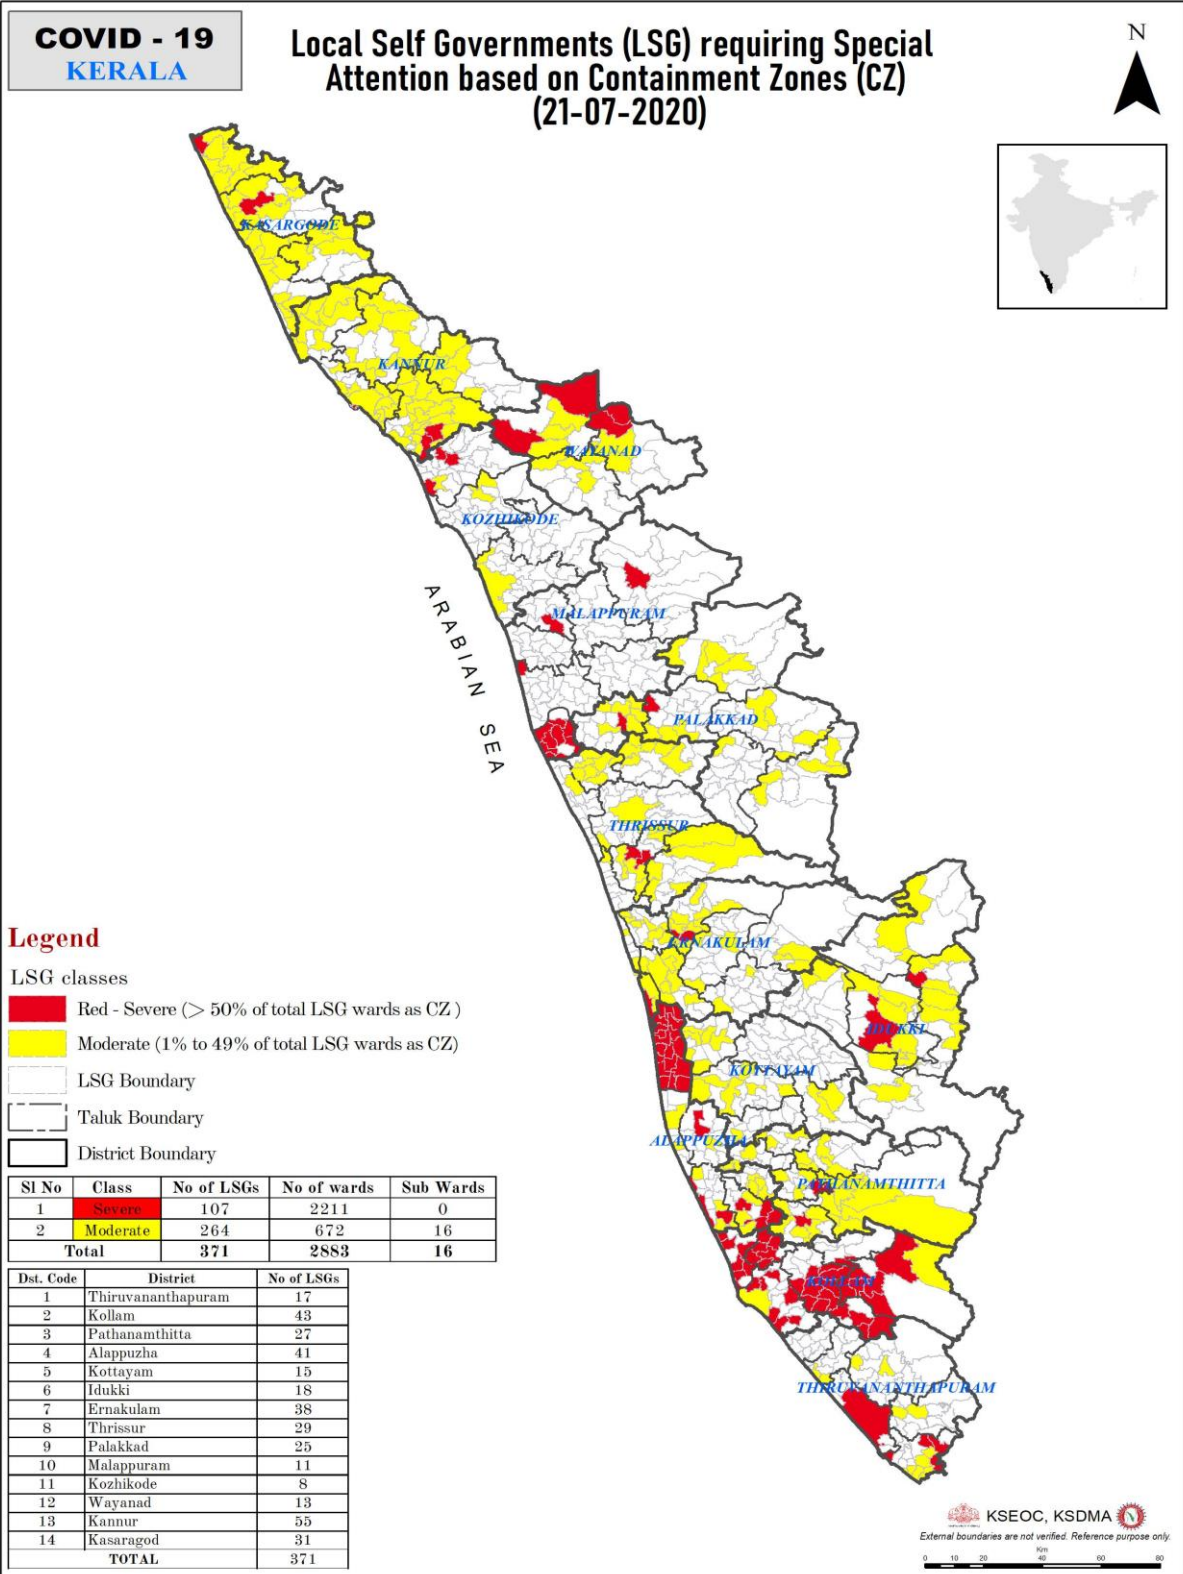 COVID - 19
KERALA
Local Self Governments (LSG) requiring Special
Attention based on Containment Zones (CZ)
(21-07-2020)
N
KASARGODE
KANNUR
WAYANAD
KOZHIKODE
MALAPPURAM
ARABIAN SEA
PALAKKAD
THRISSUR
ERNAKULAM
IDUKKI
KOTTAYAM
ALAPPUZHA
PATHANAMTHITTA
KOLLAM
THIRUVANANTHAPURAM
Legend
LSG classes
Red - Severe (> 50% of total LSG wards as CZ )
Moderate (1% to 49% of total LSG wards as CZ)
LSG Boundary
Taluk Boundary
District Boundary
Sl No Class No of LSGs No of wards Sub Wards
1 Severe 107 2211 0
2 Moderate 264 672 16
Total 371 2883 16
Dst. Code District No of LSGs
1 Thiruvananthapuram 17
2 Kollam 43
3 Pathanamthitta 27
4 Alappuzha 41
5 Kottayam 15
6 Idukki 18
7 Ernakulam 38
8 Thrissur 29
9 Palakkad 25
10 Malappuram 11
11 Kozhikode 8
12 Wayanad 13
13 Kannur 55
14 Kasaragod 31
TOTAL 371
KSEOC, KSDMA
External boundaries are not verified. Reference purpose only.
Km
0 10 20 40 60 80